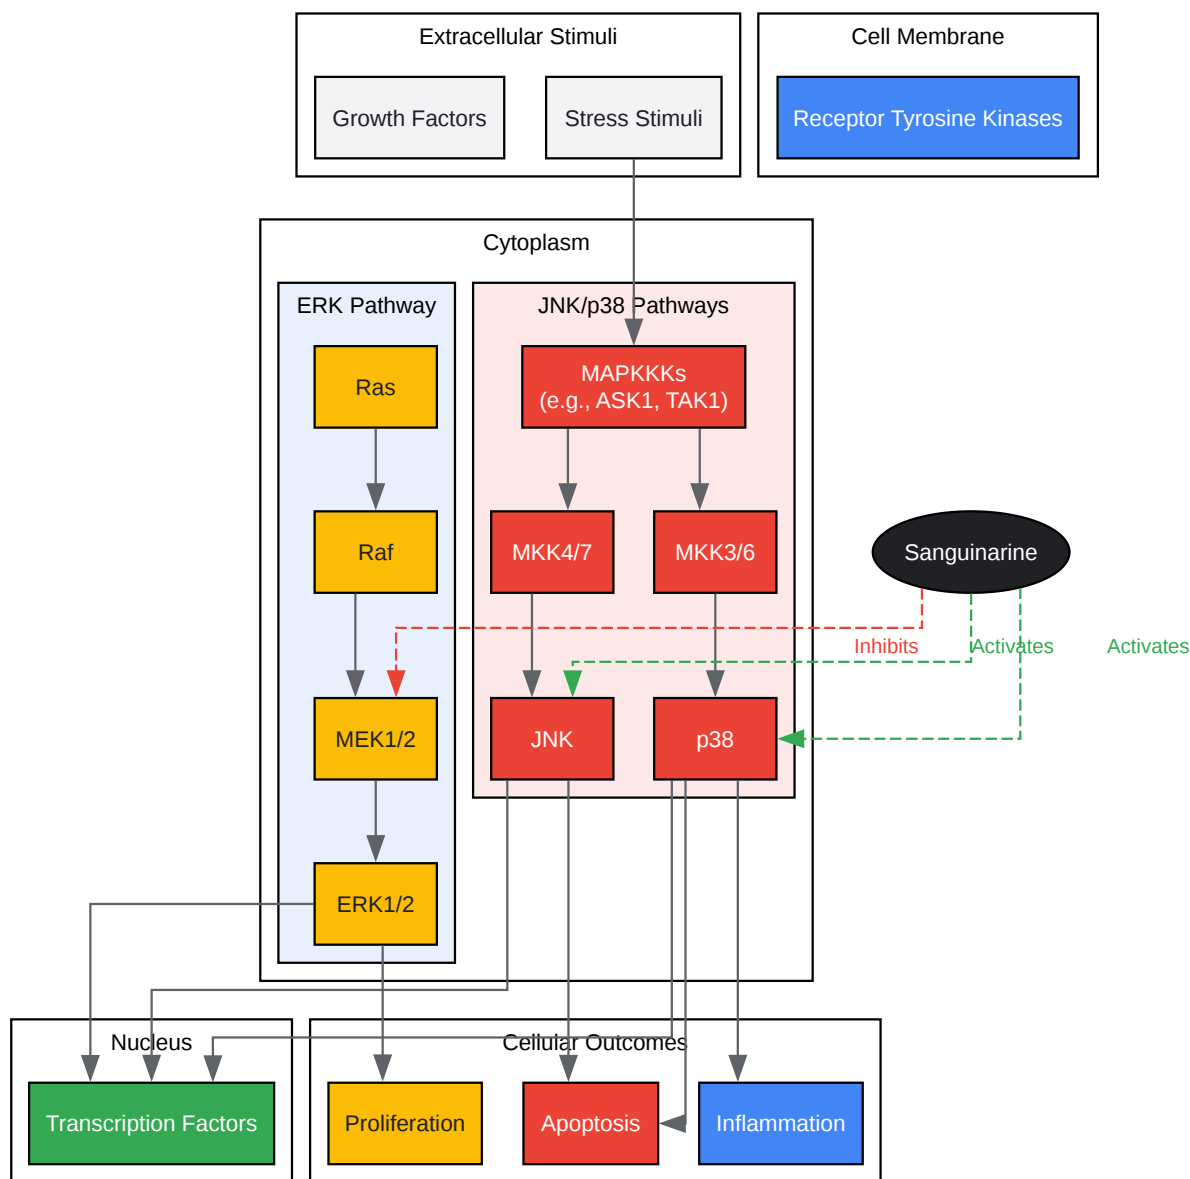 Extracellular Stimuli
Cell Membrane
Growth Factors
Stress Stimuli
Receptor Tyrosine Kinases
Cytoplasm
ERK Pathway
JNK/p38 Pathways
Ras
MAPKKKs
(e.g., ASK1, TAK1)
Raf
MKK4/7
MKK3/6
Sanguinarine
Inhibits
Activates
Activates
MEK1/2
JNK
p38
ERK1/2
Nucleus
Cellular Outcomes
Transcription Factors
Proliferation
Apoptosis
Inflammation